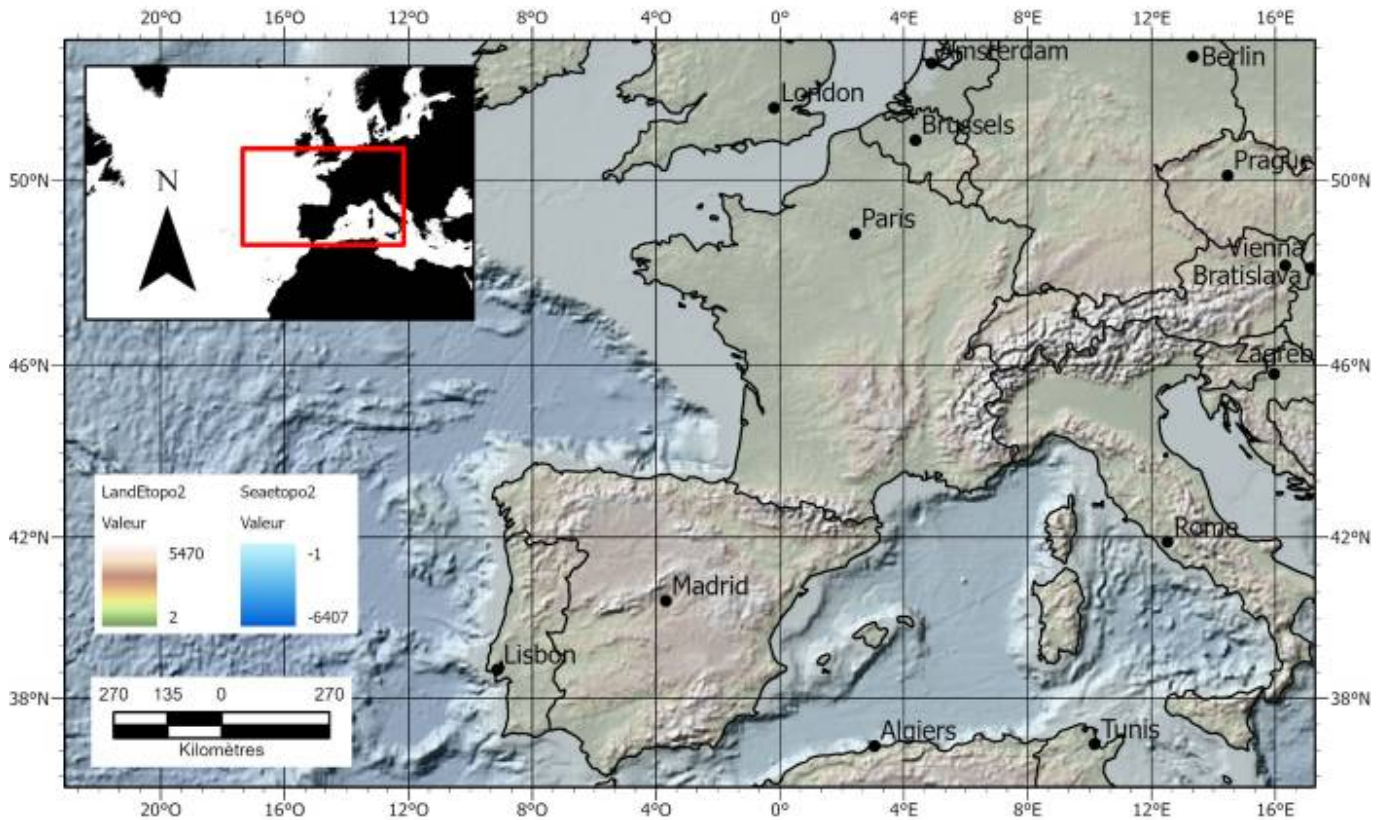 20°O 16°O 12°O 8°O 4°O 0° 4°E 8°E 12°E 16°E
Amsterdam
Berlin
London
Brussels
Prague
N
50°N 50°N
Paris
Vienna
Bratislava
46°N 46°N
Zagreb
LandEtopo2 Seaetopo2
Valeur Valeur
5470 -1
2 -6407
42°N 42°N
Rome
Madrid
Lisbon
270 135 0 270
Kilomètres
38°N 38°N
Algiers
Tunis
20°O 16°O 12°O 8°O 4°O 0° 4°E 8°E 12°E 16°E